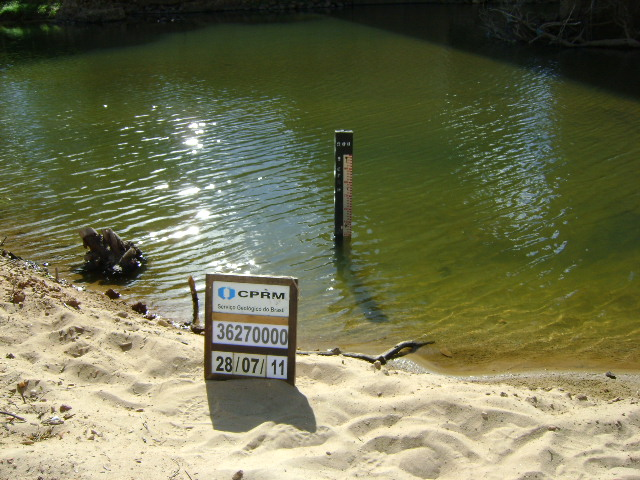 CPRM
Serviço Geológico do Brasil
36270000
28/07/11